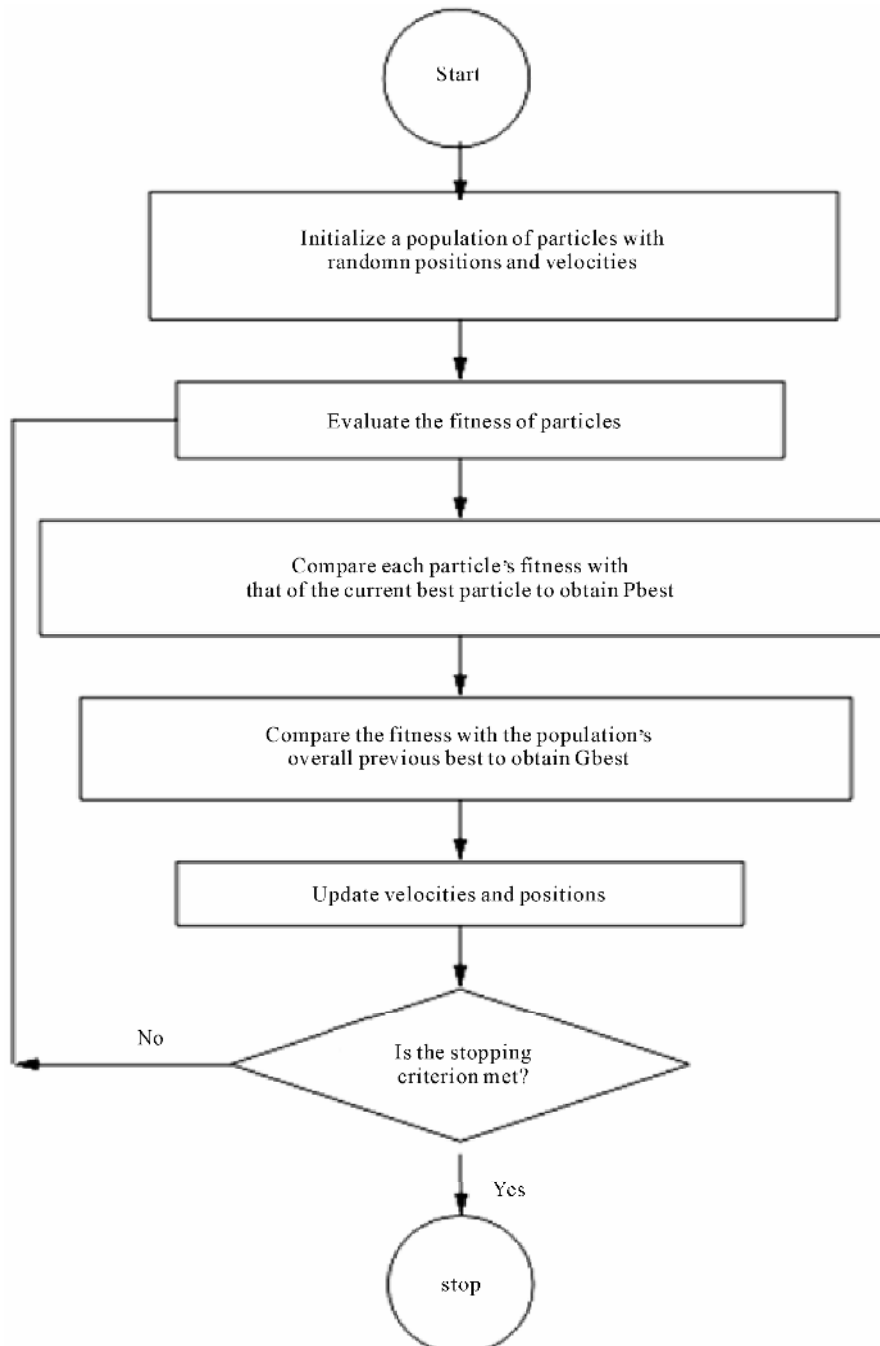 Start
Initialize a population of particles with
randomn positions and velocities
Evaluate the fitness of particles
Compare each particle's fitness with
that of the current best particle to obtain Pbest
Compare the fitness with the population's
overall previous best to obtain Gbest
Update velocities and positions
No
Is the stopping
criterion met?
Yes
stop